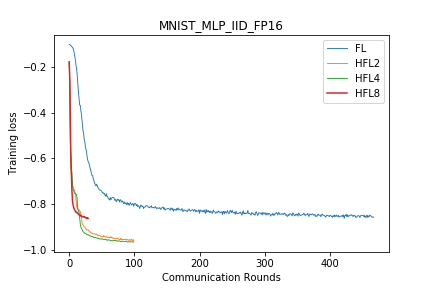 MNIST_MLP_IID_FP16
FL
HFL2
HFL4
HFL8
Training loss
−0.2
−0.4
−0.6
−0.8
−1.0
0
100
200
300
400
Communication Rounds